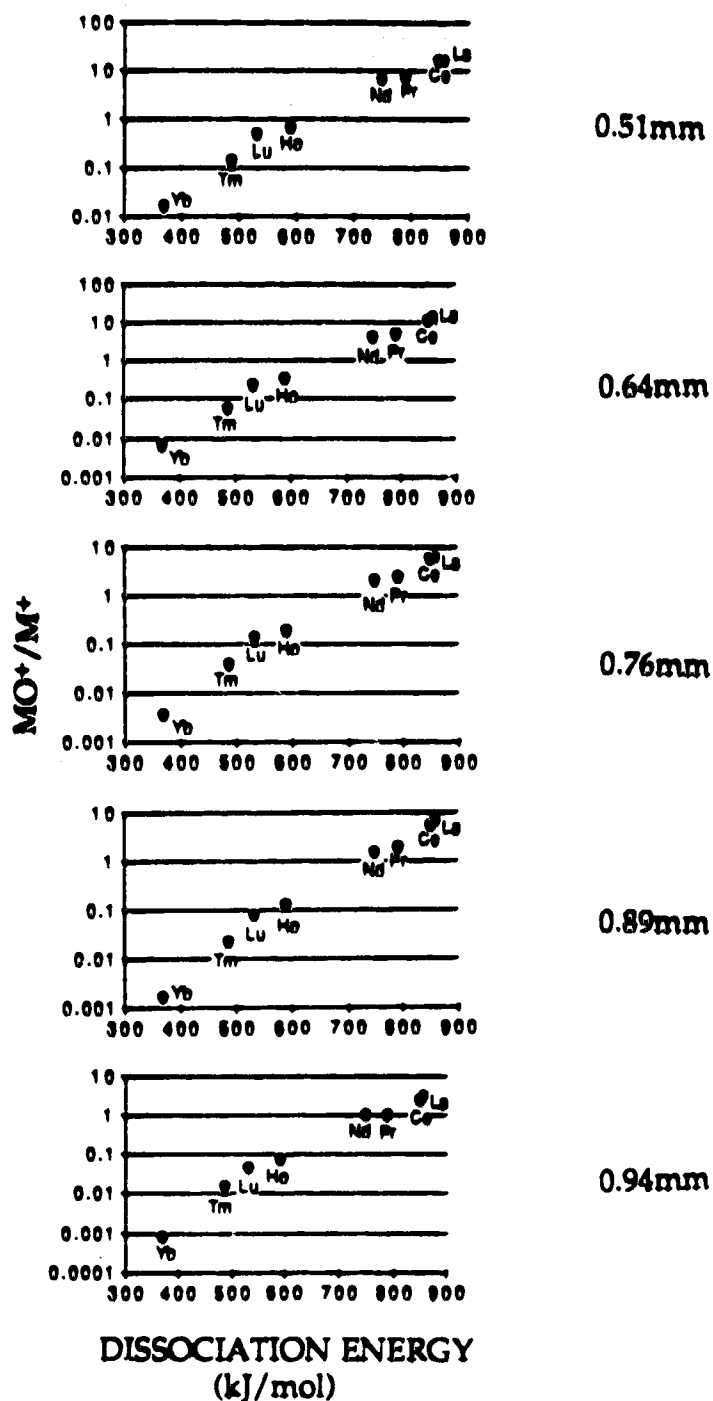 100
10
1
0.1
0.01
300 400 500 600 700 800 900
Yb Tm Lu Ho Nd Pr Ce La
0.51mm
100
10
1
0.1
0.01
0.001
300 400 500 600 700 800 900
Yb Tm Lu Ho Nd Pr Ce La
0.64mm
10
1
0.1
0.01
0.001
300 400 500 600 700 800 900
Yb Tm Lu Ho Nd Pr Ce La
0.76mm
MO+/M+
10
1
0.1
0.01
0.001
300 400 500 600 700 800 900
Yb Tm Lu Ho Nd Pr Ce La
0.89mm
10
1
0.1
0.01
0.001
0.0001
300 400 500 600 700 800 900
Yb Tm Lu Ho Nd Pr Ce La
0.94mm
DISSOCIATION ENERGY
(kJ/mol)